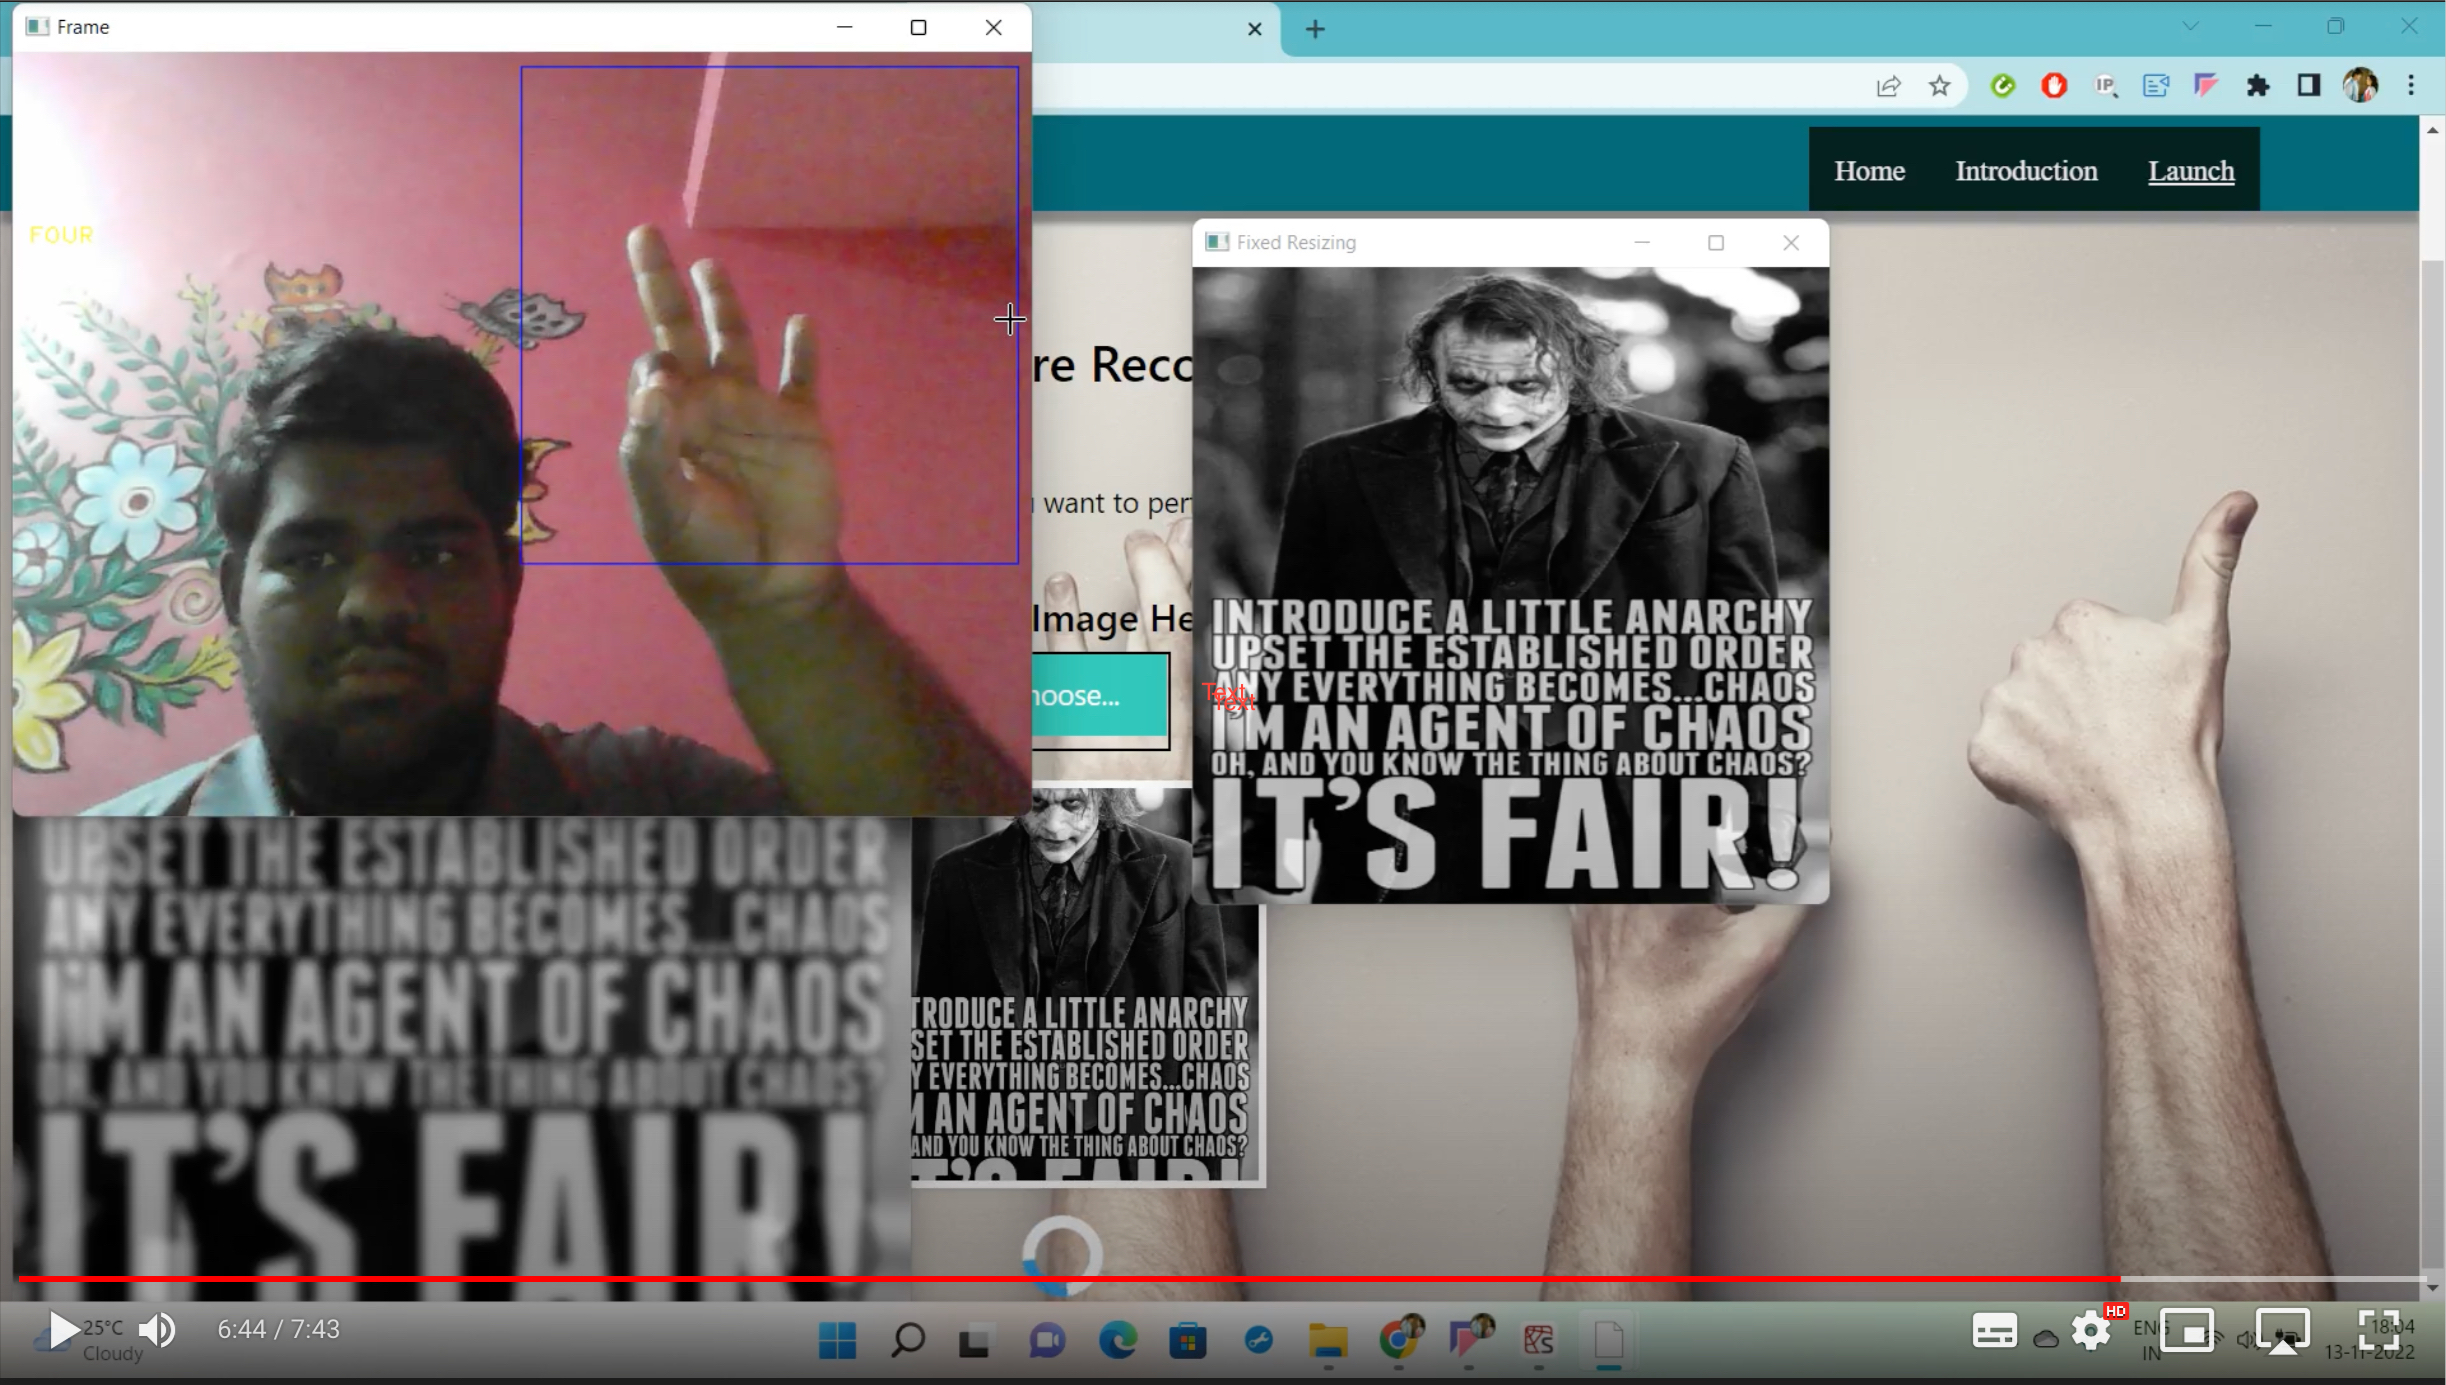 Frame
IP
Home Introduction Launch
FOUR
Fixed Resizing
re Recc
want to per
Image He
hoose...
INTRODUCE A LITTLE ANARCHY
UPSET THE ESTABLISHED ORDER
ANY EVERYTHING BECOMES...CHAOS
Text
Text
I'M AN AGENT OF CHAOS
OH, AND YOU KNOW THE THING ABOUT CHAOS?
IT'S FAIR!
UPSET THE ESTABLISHED ORDER
ANY EVERYTHING BECOMES...CHAOS
I'M AN AGENT OF CHAOS
OH, AND YOU KNOW THE THING ABOUT CHAOS?
IT'S FAIR!
TRODUCE A LITTLE ANARCHY
SET THE ESTABLISHED ORDER
Y EVERYTHING BECOMES...CHAOS
M AN AGENT OF CHAOS
AND YOU KNOW THE THING ABOUT CHAOS?
T'S FAIR!
25°C
Cloudy
6:44 / 7:43
HD
ENG
IN
18:04
13-11-2022